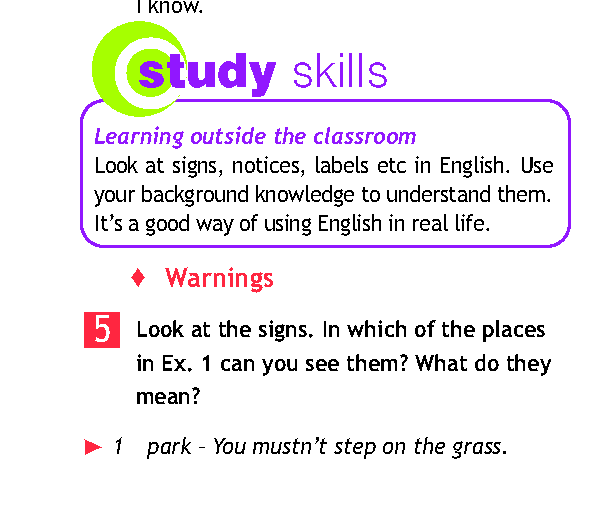 I know.
study skills
Learning outside the classroom
Look at signs, notices, labels etc in English. Use
your background knowledge to understand them.
It's a good way of using English in real life.
♦ Warnings
5 Look at the signs. In which of the places
in Ex. 1 can you see them? What do they
mean?
► 1 park – You mustn't step on the grass.